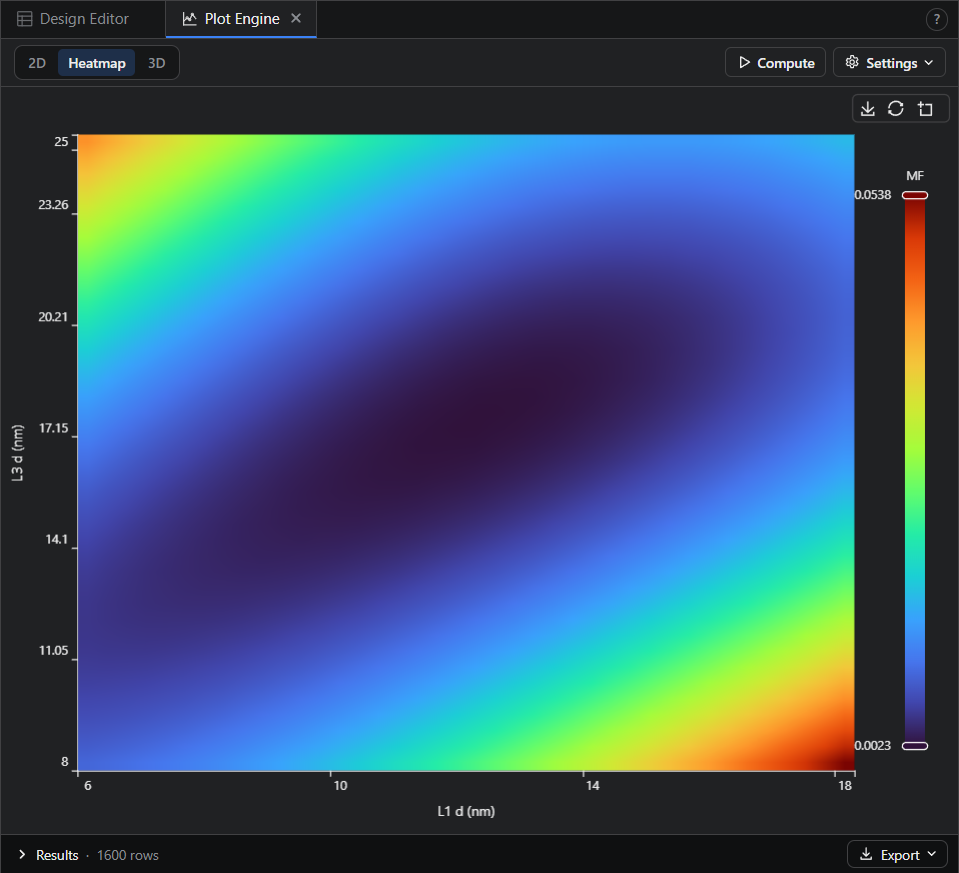 Design Editor
Plot Engine
?
2D Heatmap 3D
Compute
Settings
MF
0.0538
0.0023
25
23.26
20.21
17.15
14.1
11.05
8
L3 d (nm)
6 10 14 18
L1 d (nm)
Results · 1600 rows
Export